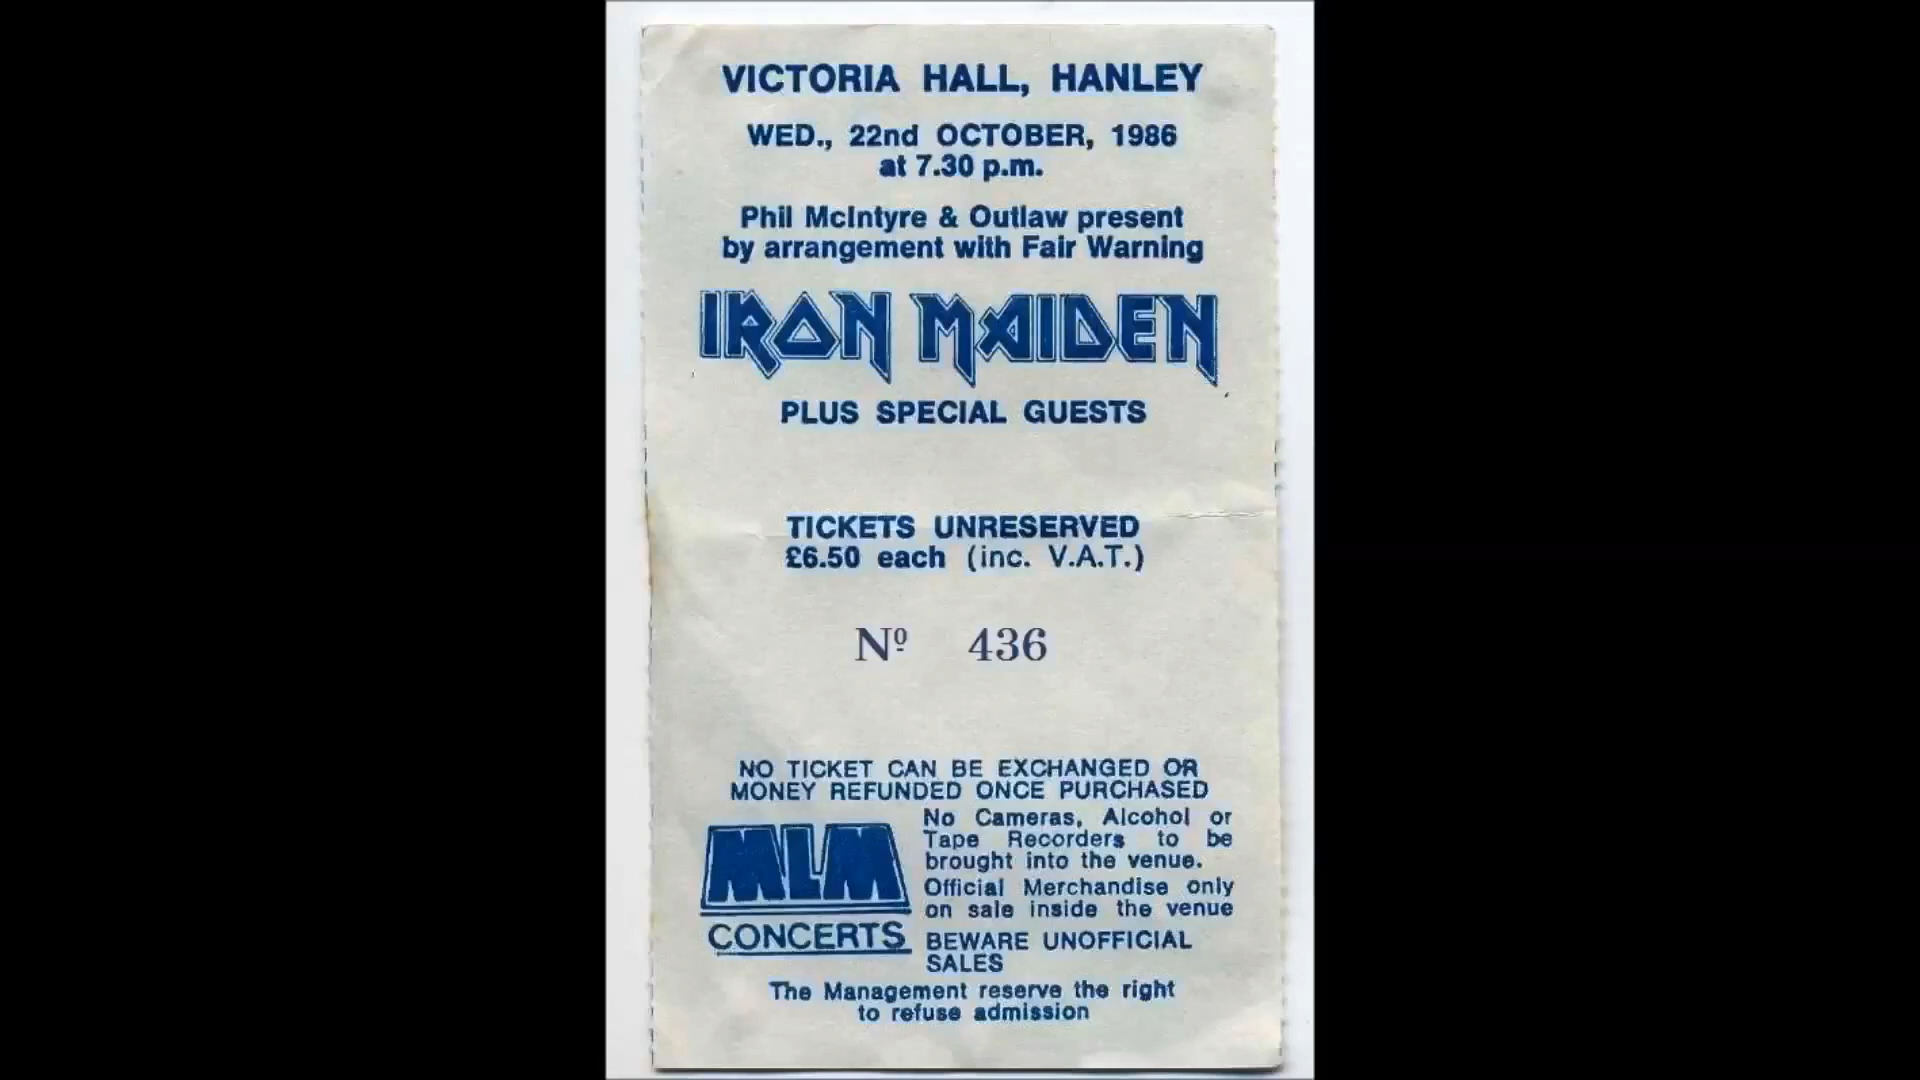 VICTORIA HALL, HANLEY
WED., 22nd OCTOBER, 1986
at 7.30 p.m.
Phil McIntyre & Outlaw present
by arrangement with Fair Warning
IRON MAIDEN
PLUS SPECIAL GUESTS
TICKETS UNRESERVED
£6.50 each (inc. V.A.T.)
Nº 436
NO TICKET CAN BE EXCHANGED OR
MONEY REFUNDED ONCE PURCHASED
MLM
CONCERTS
No Cameras, Alcohol or
Tape Recorders to be
brought into the venue.
Official Merchandise only
on sale inside the venue
BEWARE UNOFFICIAL
SALES
The Management reserve the right
to refuse admission